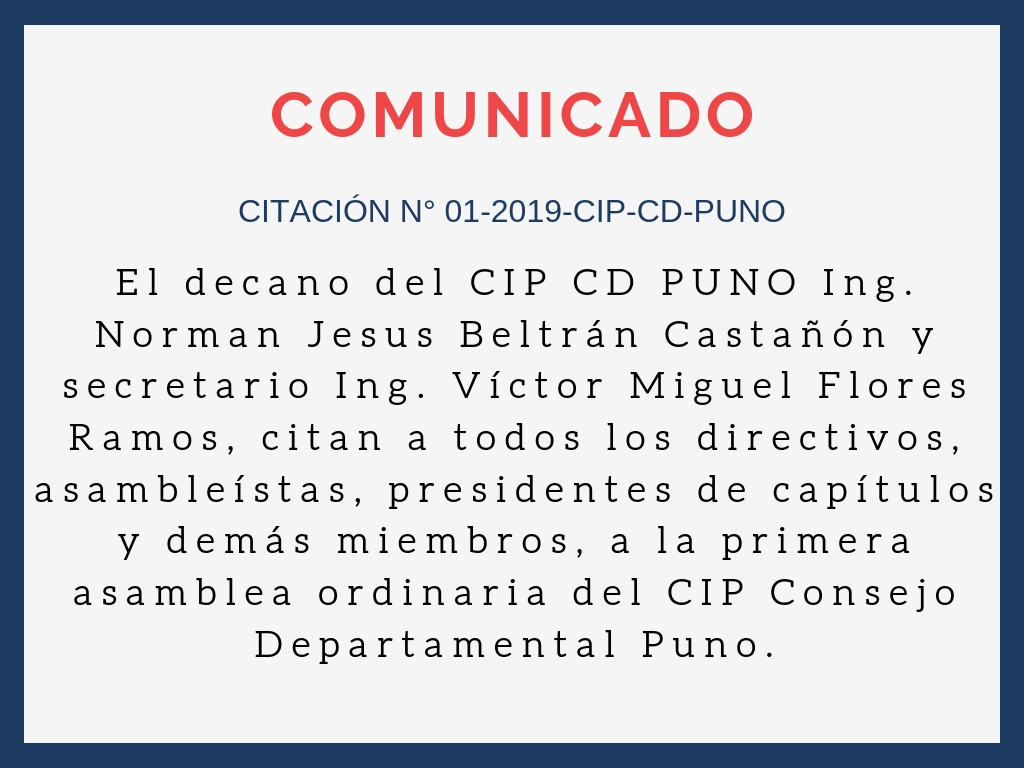 COMUNICADO
CITACIÓN N° 01-2019-CIP-CD-PUNO
El decano del CIP CD PUNO Ing.
Norman Jesus Beltrán Castañón y
secretario Ing. Víctor Miguel Flores
Ramos, citan a todos los directivos,
asambleístas, presidentes de capítulos
y demás miembros, a la primera
asamblea ordinaria del CIP Consejo
Departamental Puno.